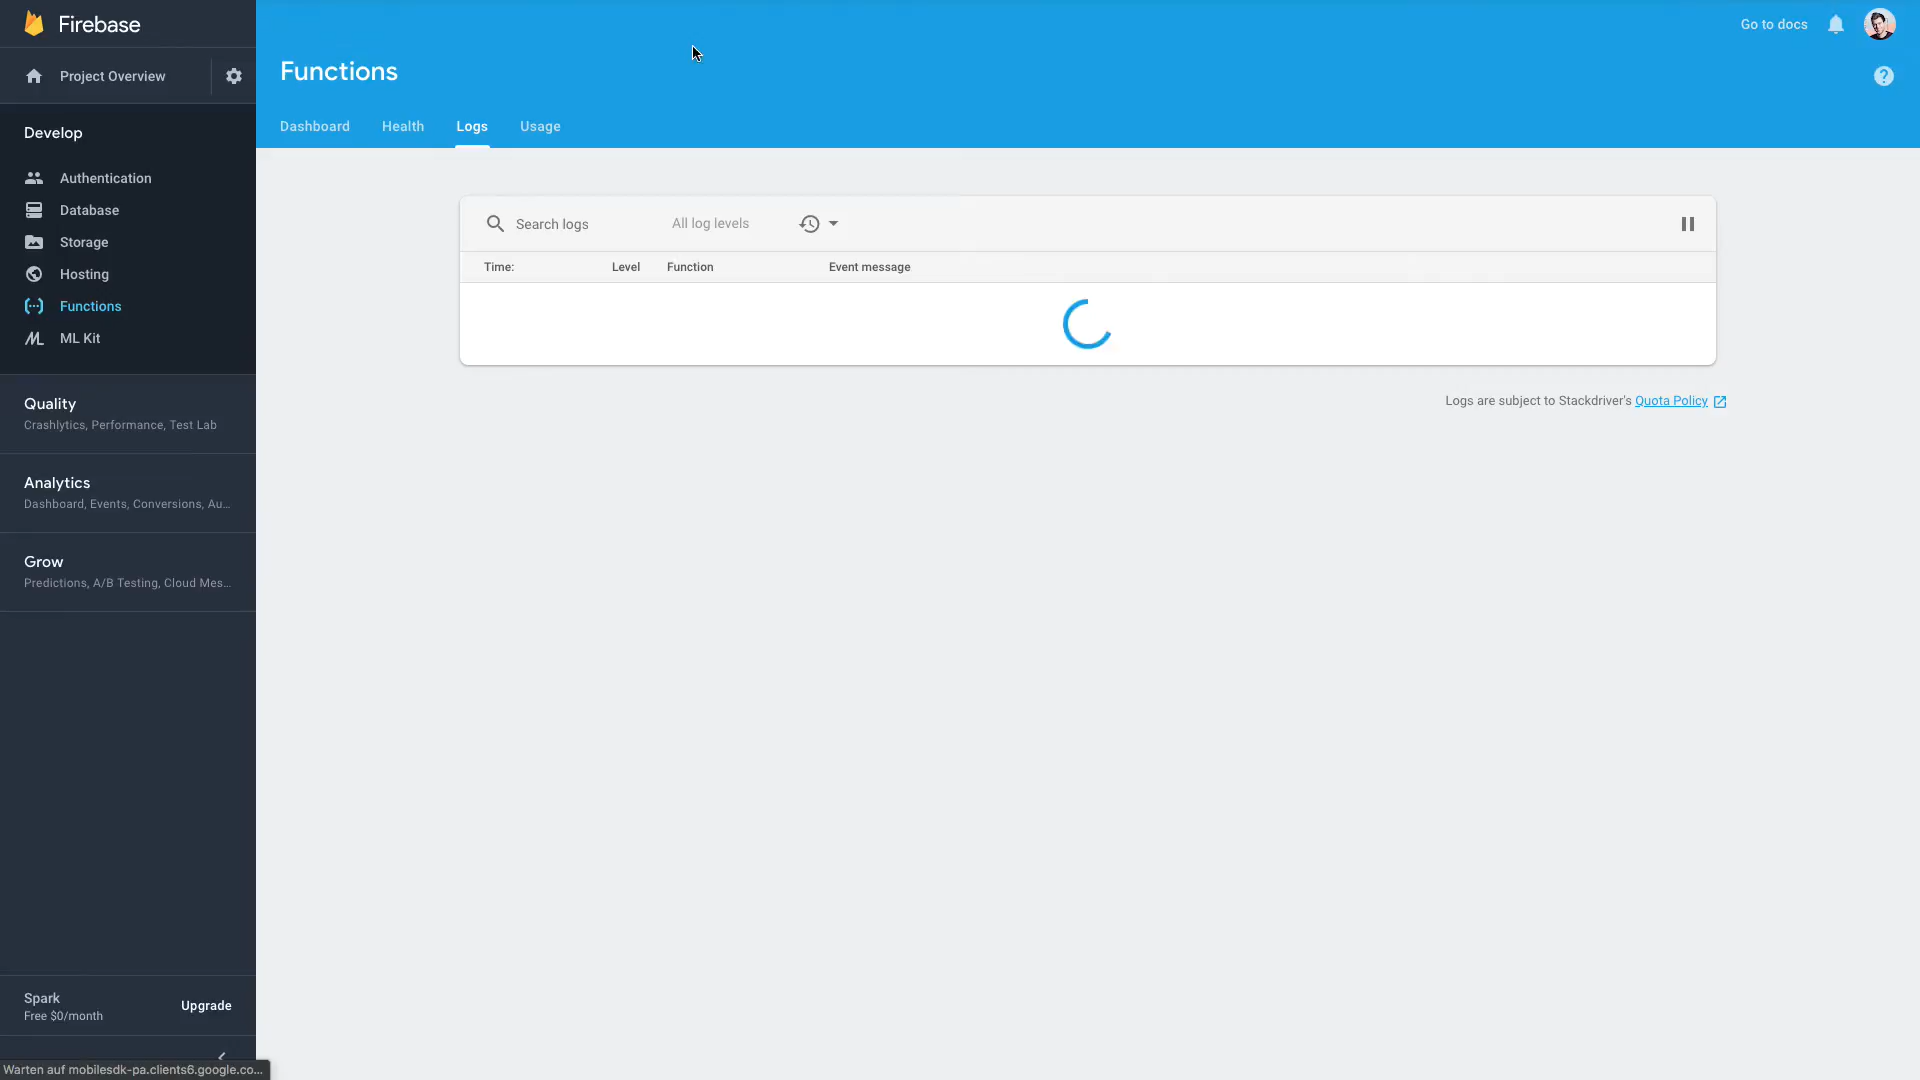 Firebase
Go to docs
Project Overview
Functions
Dashboard
Health
Logs
Usage
Develop
Authentication
Database
Storage
Hosting
Functions
ML Kit
Search logs
All log levels
Time:
Level
Function
Event message
Logs are subject to Stackdriver's Quota Policy
Quality
Crashlytics, Performance, Test Lab
Analytics
Dashboard, Events, Conversions, Au...
Grow
Predictions, A/B Testing, Cloud Mes...
Spark
Free $0/month
Upgrade
Warten auf mobilesdk-pa.clients6.google.co...